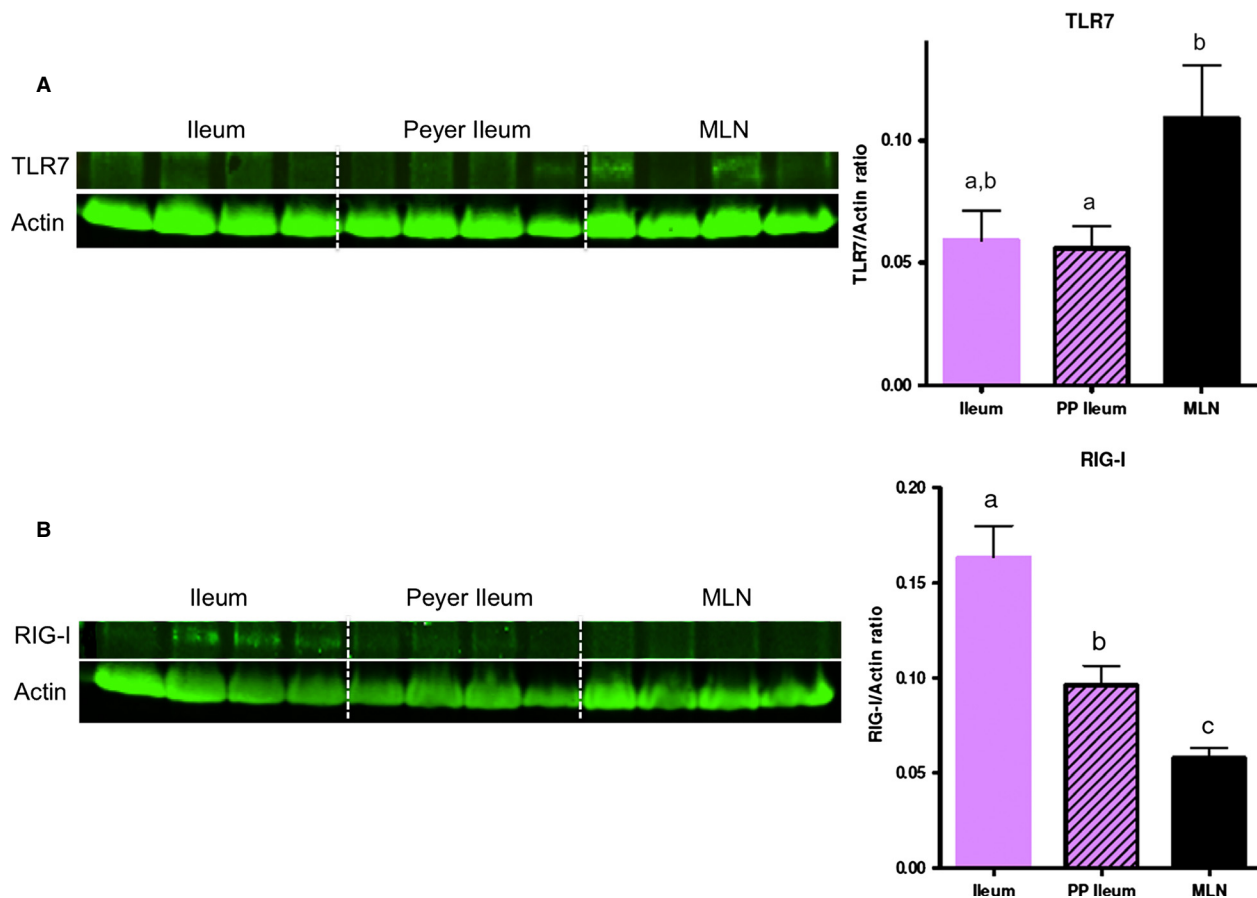 A
Ileum Peyer Ileum MLN
TLR7
Actin
TLR7
TLR7/Actin ratio
0.10
0.05
0.00
a,b
a
b
Ileum PP Ileum MLN
B
Ileum Peyer Ileum MLN
RIG-I
Actin
RIG-I
RIG-I/Actin ratio
0.20
0.15
0.10
0.05
0.00
a
b
c
Ileum PP Ileum MLN